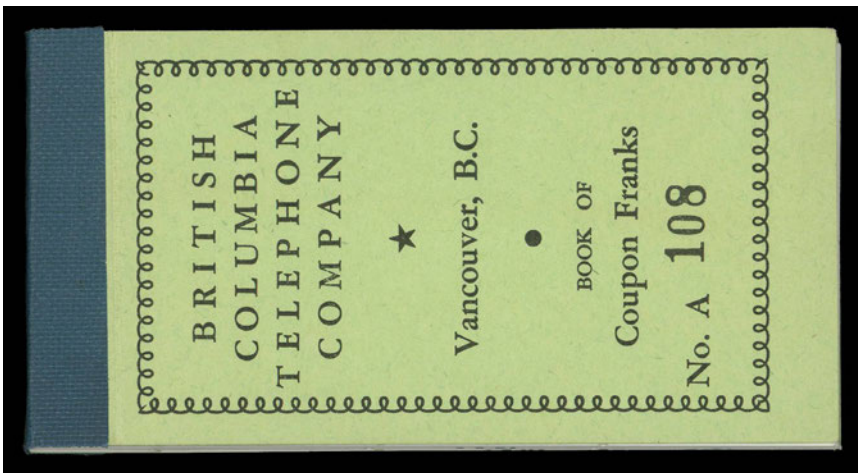 BRITISH
COLUMBIA
TELEPHONE
COMPANY
Vancouver, B.C.
BOOK OF
Coupon Franks
No. A 108